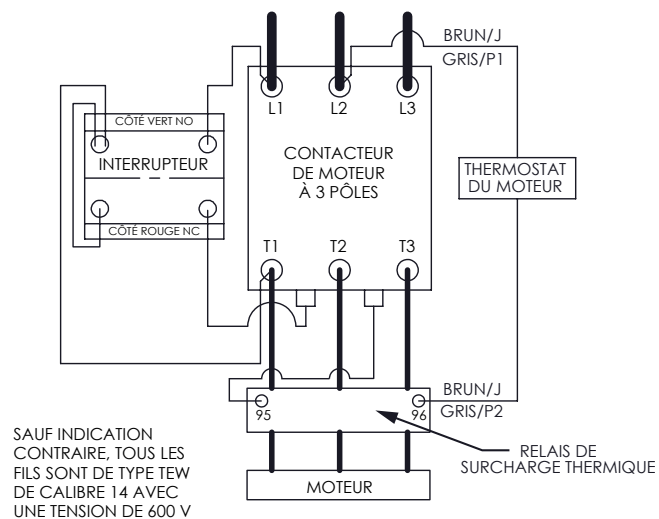 BRUN/J
GRIS/P1
L1
L2
L3
CÔTÉ VERT NO
INTERRUPTEUR
CÔTÉ ROUGE NC
CONTACTEUR
DE MOTEUR
À 3 PÔLES
THERMOSTAT
DU MOTEUR
T1
T2
T3
BRUN/J
GRIS/P2
95
96
RELAIS DE
SURCHARGE THERMIQUE
MOTEUR
SAUF INDICATION
CONTRAIRE, TOUS LES
FILS SONT DE TYPE TEW
DE CALIBRE 14 AVEC
UNE TENSION DE 600 V